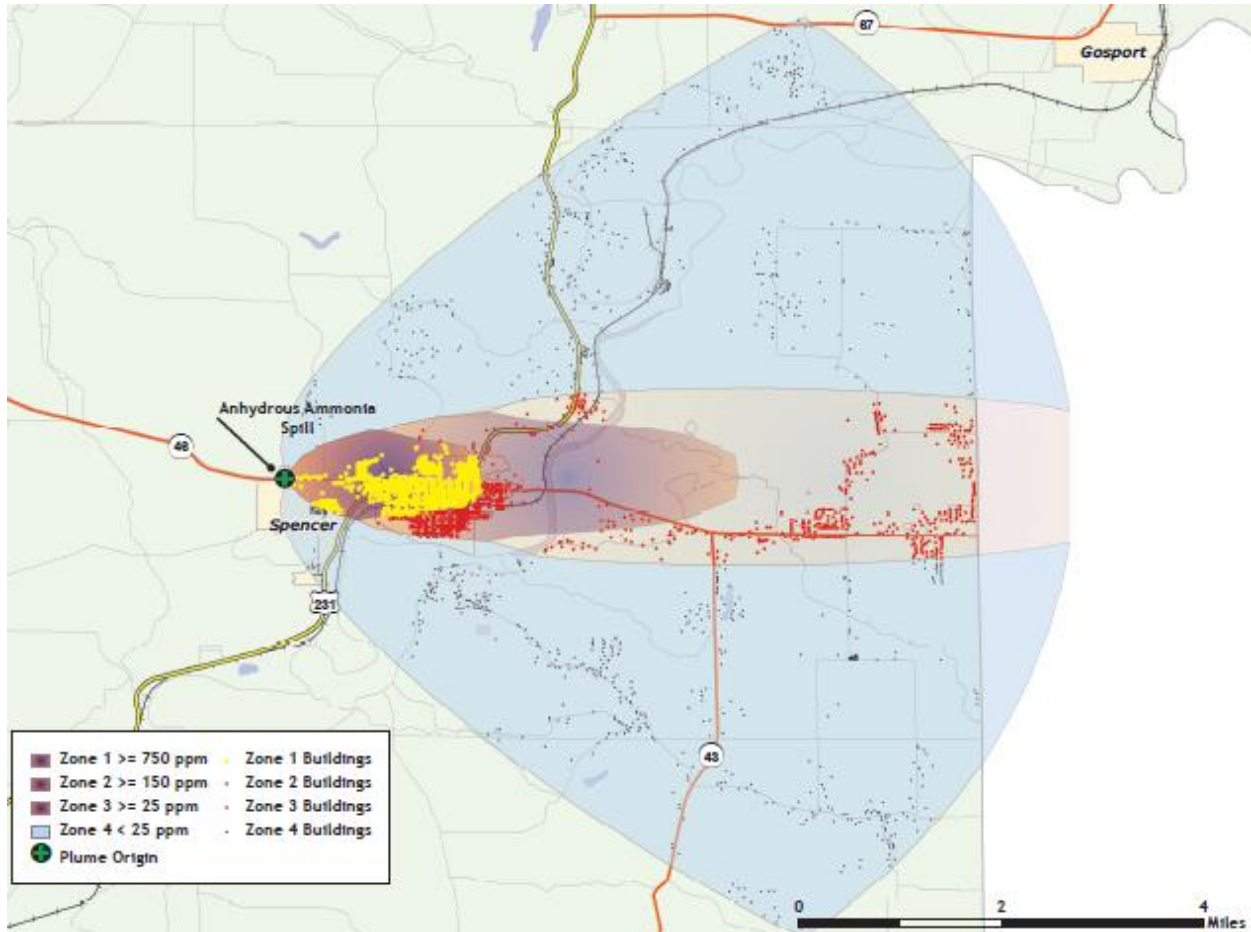 67
Gosport
Anhydrous Ammonia
Spill
46
Spencer
231
43
Zone 1 >= 750 ppm
Zone 1 Buildings
Zone 2 >= 150 ppm
Zone 2 Buildings
Zone 3 >= 25 ppm
Zone 3 Buildings
Zone 4 < 25 ppm
Zone 4 Buildings
Plume Origin
0 2 4
Miles